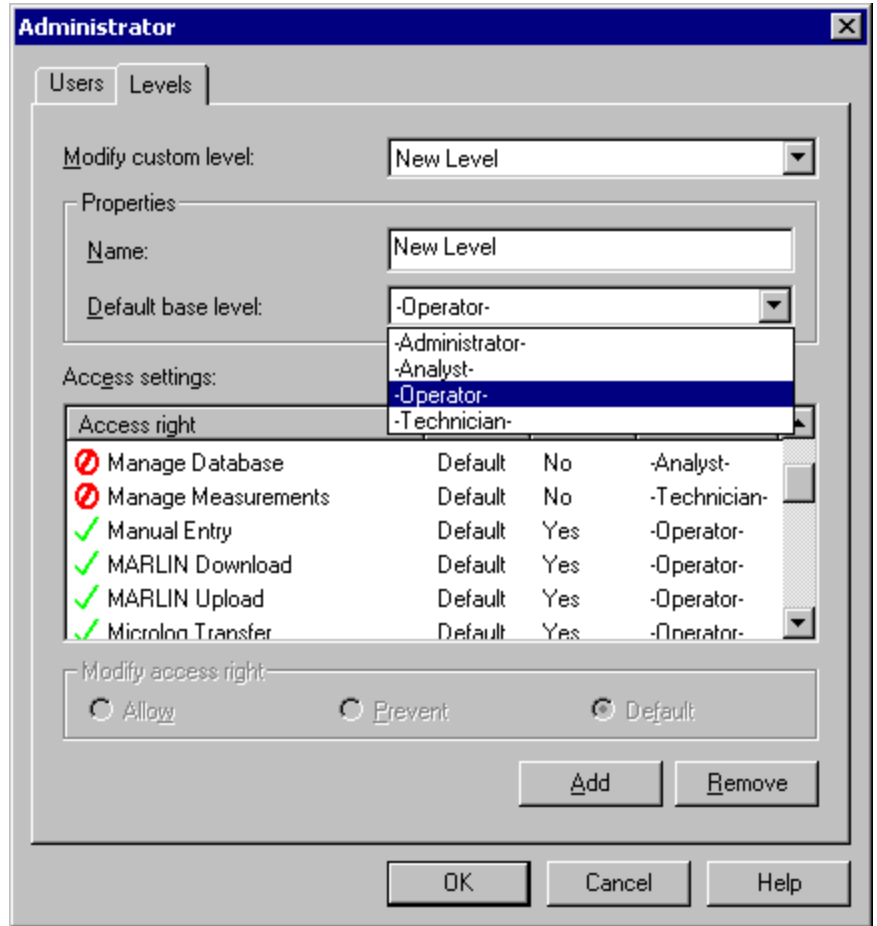 Administrator
Users Levels
Modify custom level: New Level
Properties
Name: New Level
Default base level: -Operator-
-Administrator-
-Analyst-
-Operator-
-Technician-
Access settings:
Access right
Manage Database Default No -Analyst-
Manage Measurements Default No -Technician-
Manual Entry Default Yes -Operator-
MARLIN Download Default Yes -Operator-
MARLIN Upload Default Yes -Operator-
Microlog Transfer Default Yes -Operator-
Modify access right
Allow Prevent Default
Add Remove
OK Cancel Help